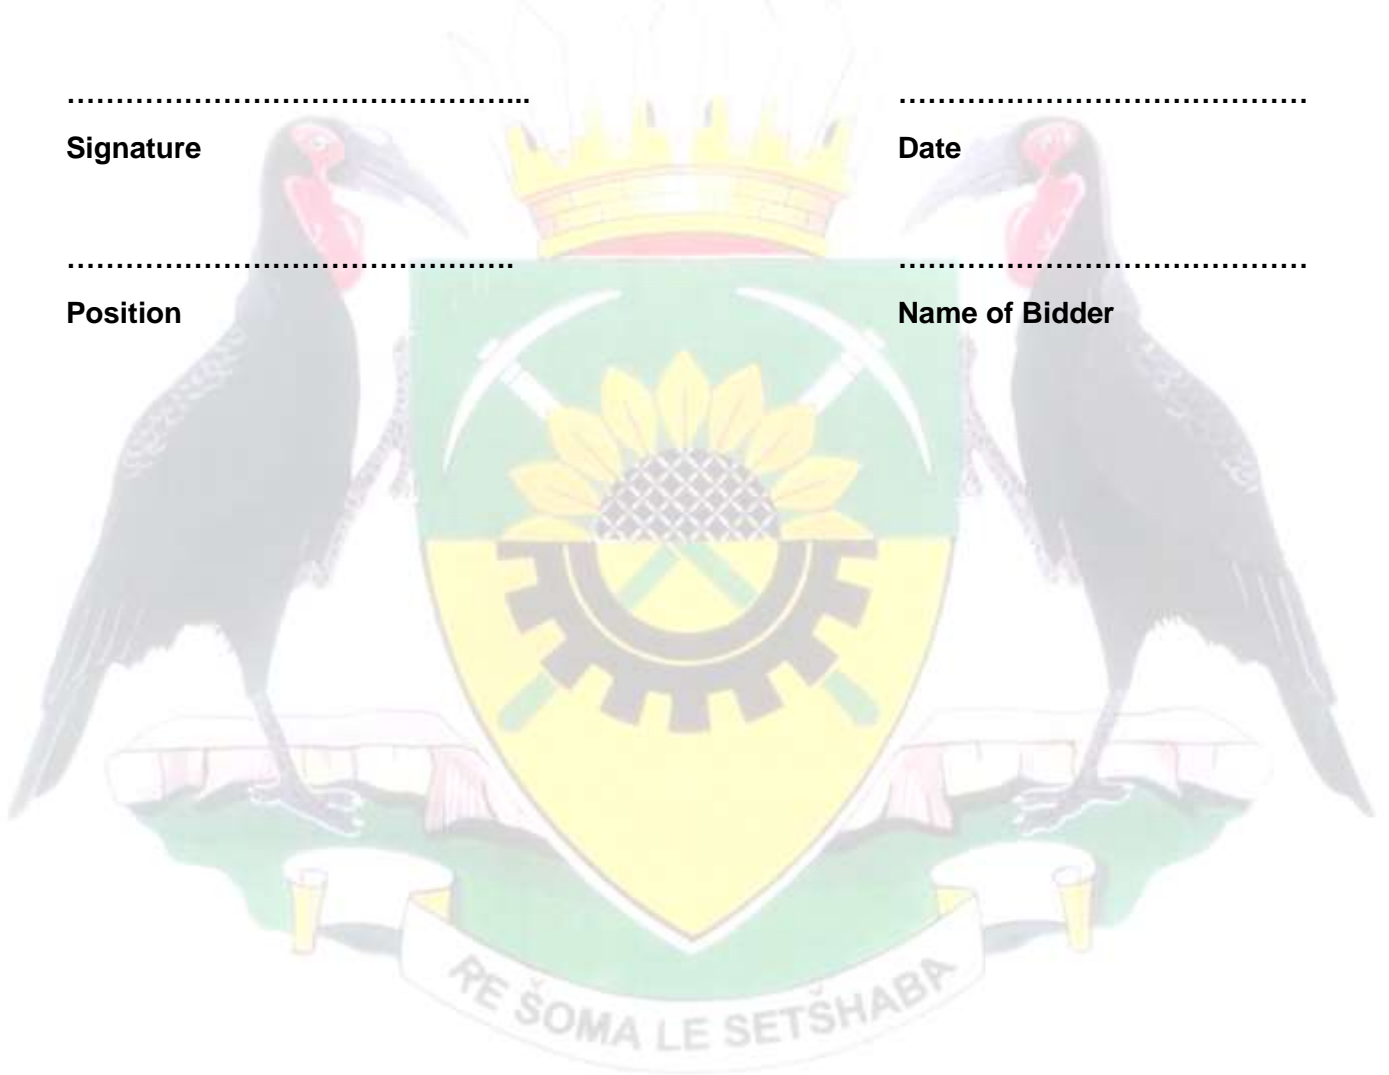 ……………………………………….... ……………………………………
Signature Date
………………………………………. ……………………………………
Position Name of Bidder
RE ŠOMA LE SETŠHABA